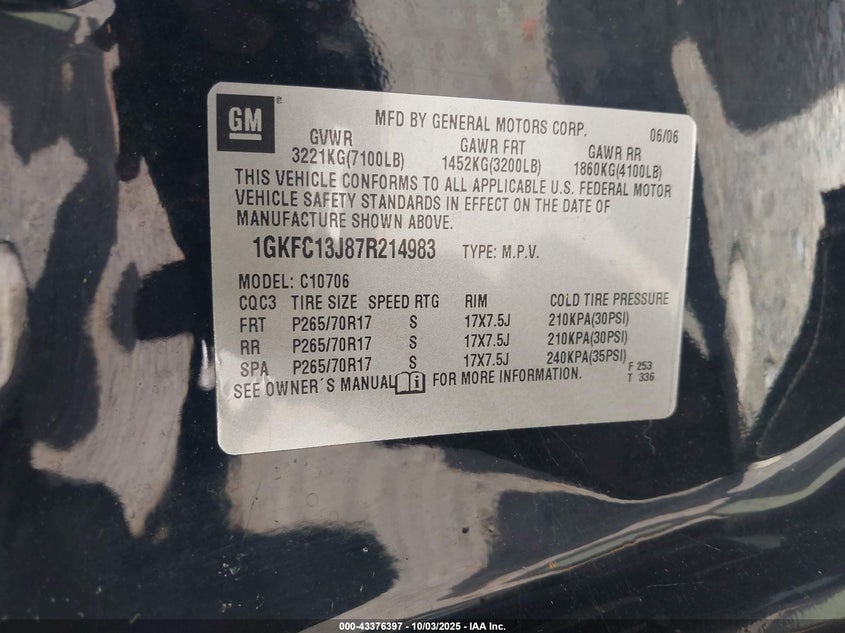 GM®
MFD BY GENERAL MOTORS CORP. 06/06
GVWR GAWR FRT GAWR RR
3221KG(7100LB) 1452KG(3200LB) 1860KG(4100LB)
THIS VEHICLE CONFORMS TO ALL APPLICABLE U.S. FEDERAL MOTOR
VEHICLE SAFETY STANDARDS IN EFFECT ON THE DATE OF
MANUFACTURE SHOWN ABOVE.
1GKFC13J87R214983 TYPE: M.P.V.
MODEL: C10706
CQC3 TIRE SIZE SPEED RTG RIM COLD TIRE PRESSURE
FRT P265/70R17 S 17X7.5J 210KPA(30PSI)
RR P265/70R17 S 17X7.5J 210KPA(30PSI)
SPA P265/70R17 S 17X7.5J 240KPA(35PSI)
F 253
T 336
SEE OWNER'S MANUAL i FOR MORE INFORMATION.
000-43376397 - 10/03/2025 - IAA Inc.